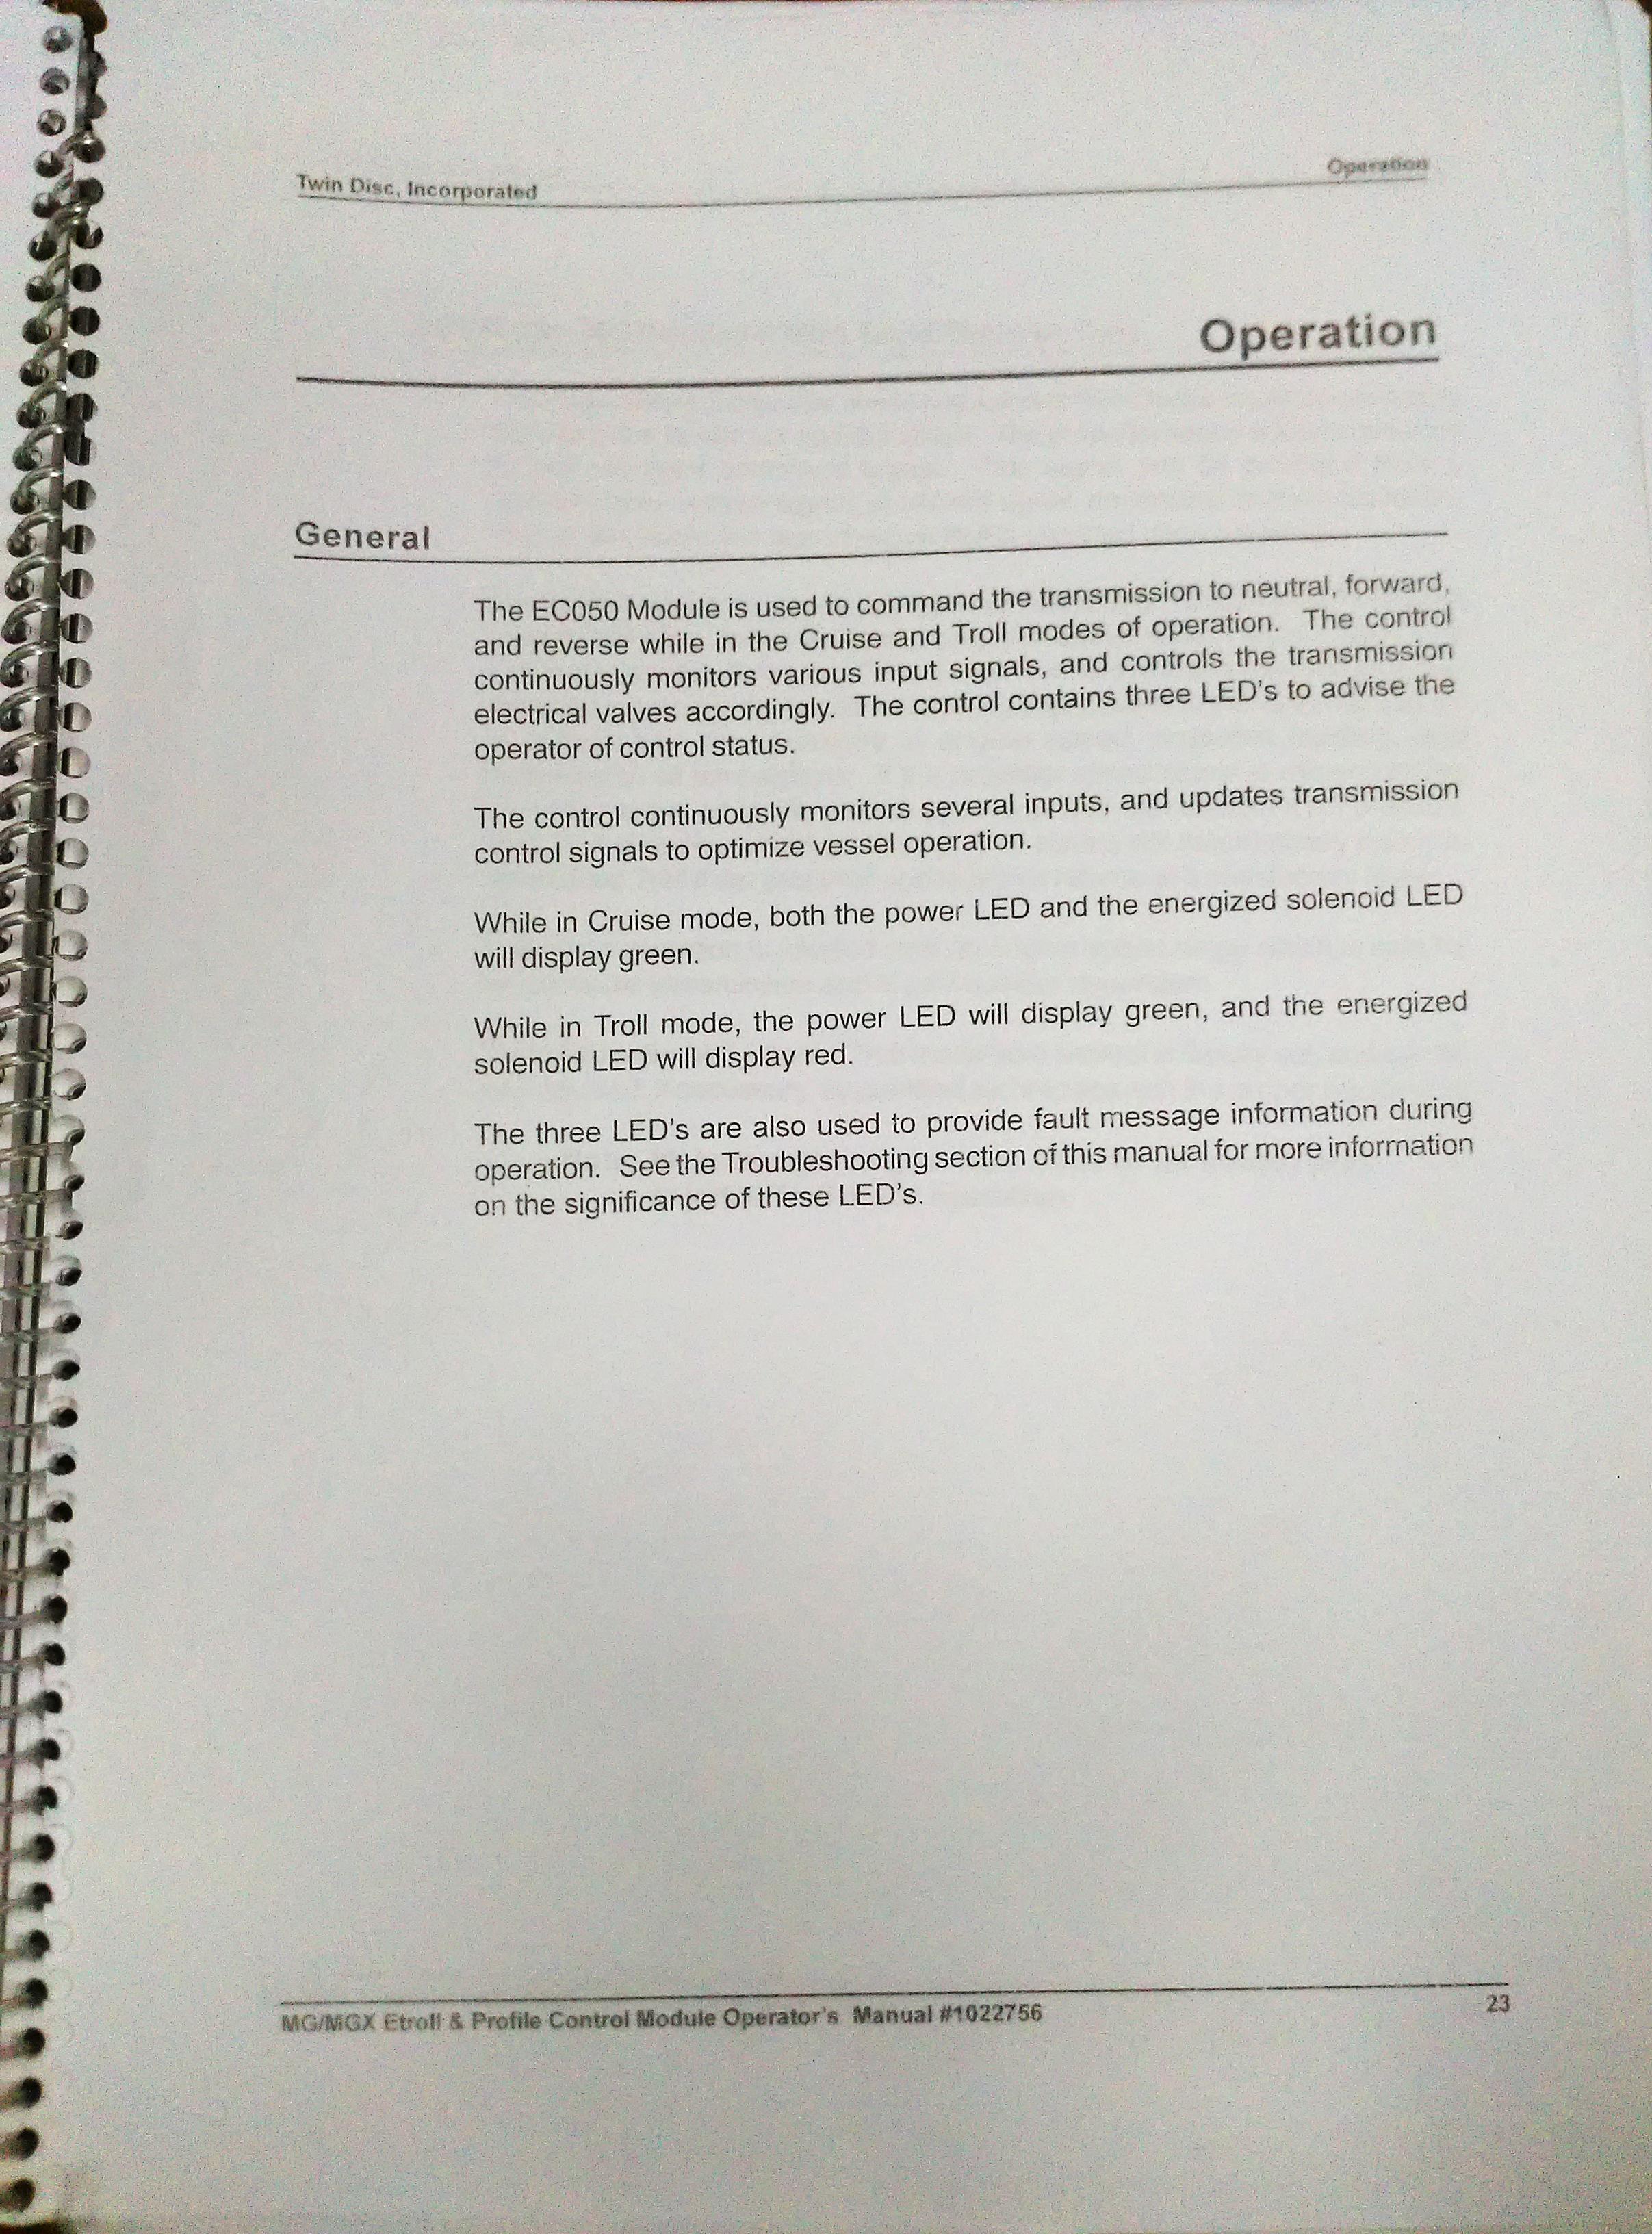 Twin Disc, Incorporated
Operation
Operation
General
The EC050 Module is used to command the transmission to neutral, forward,
and reverse while in the Cruise and Troll modes of operation.  The control
continuously monitors various input signals, and controls the transmission
electrical valves accordingly.  The control contains three LED's to advise the
operator of control status.
The control continuously monitors several inputs, and updates transmission
control signals to optimize vessel operation.
While in Cruise mode, both the power LED and the energized solenoid LED
will display green.
While in Troll mode, the power LED will display green, and the energized
solenoid LED will display red.
The three LED's are also used to provide fault message information during
operation.  See the Troubleshooting section of this manual for more information
on the significance of these LED's.
MG/MGX Etroll & Profile Control Module Operator's  Manual #1022756
23